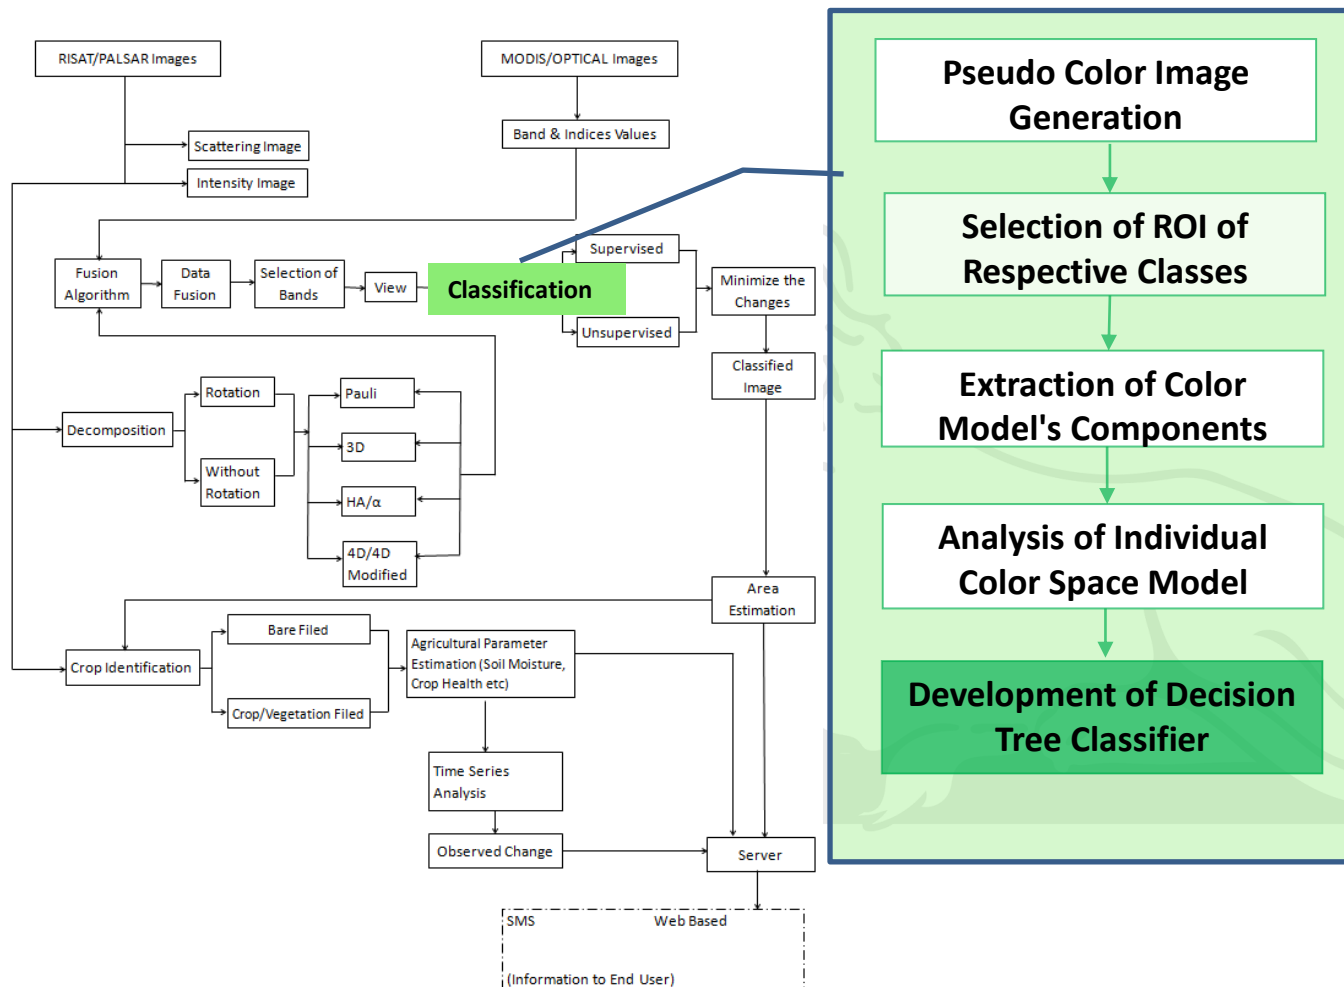 RISAT/PALSAR Images
MODIS/OPTICAL Images
Scattering Image
Intensity Image
Band & Indices Values
Fusion
Algorithm
Data
Fusion
Selection of
Bands
View
Classification
Supervised
Unsupervised
Minimize the
Changes
Classified
Image
Decomposition
Rotation
Without
Rotation
Pauli
3D
HA/α
4D/4D
Modified
Area
Estimation
Crop Identification
Bare Filed
Crop/Vegetation Filed
Agricultural Parameter
Estimation (Soil Moisture,
Crop Health etc)
Time Series
Analysis
Observed Change
Server
SMS
Web Based
(Information to End User)
Pseudo Color Image
Generation
Selection of ROI of
Respective Classes
Extraction of Color
Model's Components
Analysis of Individual
Color Space Model
Development of Decision
Tree Classifier